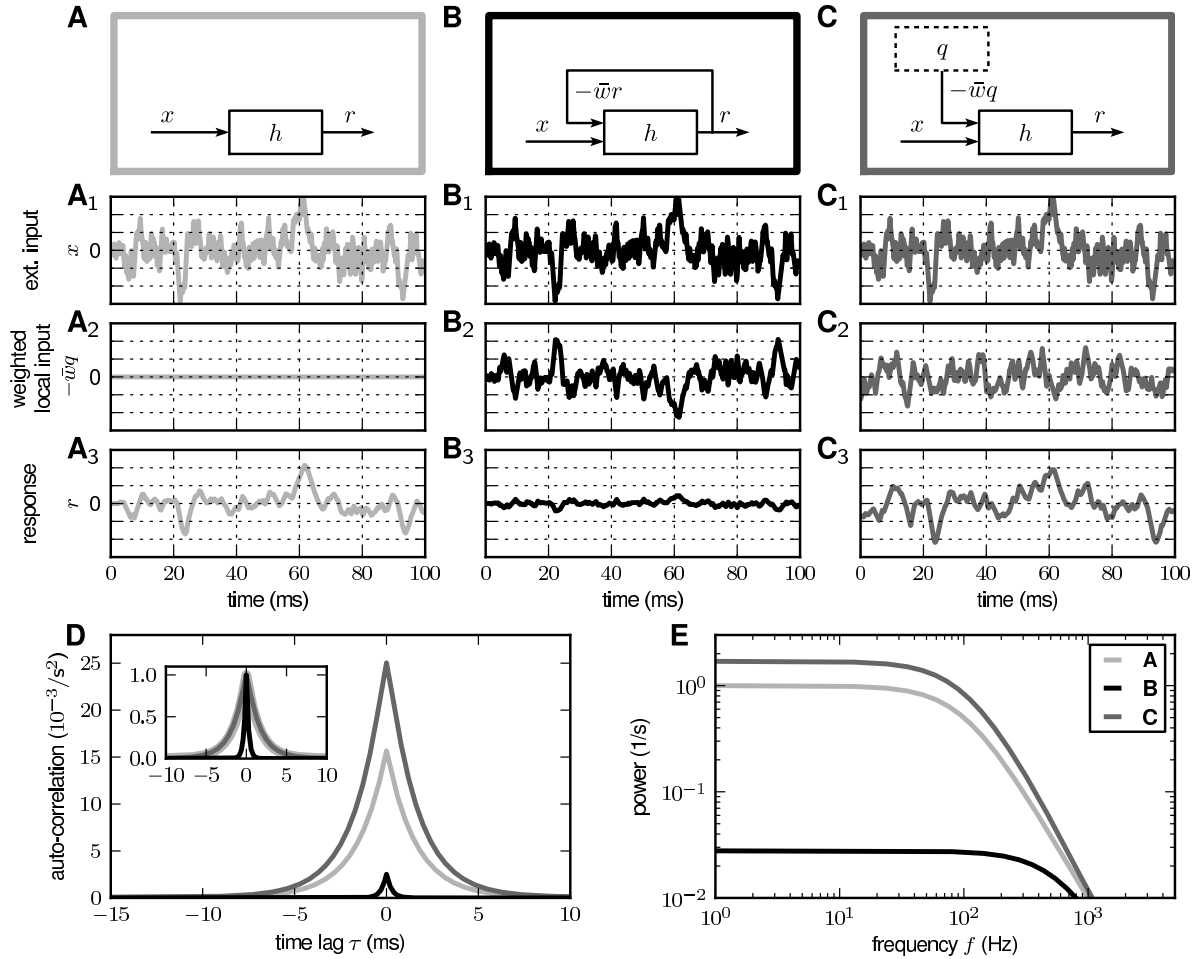 A
B
C
x
h
r
−w̄r
x
h
r
q
−w̄q
x
h
r
A1
B1
C1
ext. input
x
0
A2
B2
C2
weighted
local input
−w̄q
0
A3
B3
C3
response
r
0
0 20 40 60 80 100
0 20 40 60 80 100
0 20 40 60 80 100
time (ms)
time (ms)
time (ms)
D
auto-correlation (10⁻³/s²)
25
20
15
10
5
0
−15 −10 −5 0 5 10
time lag τ (ms)
1.0
0.5
0.0
−10 −5 0 5 10
E
power (1/s)
10⁰
10⁻¹
10⁻²
10⁰ 10¹ 10² 10³
frequency f (Hz)
A
B
C